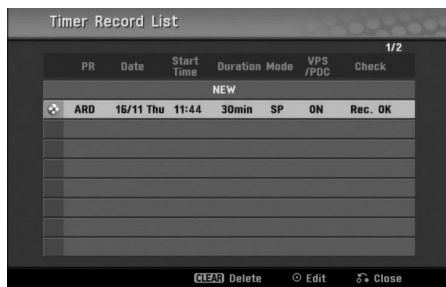 Timer Record List
1/2
PR Date Start Time Duration Mode VPS /PDC Check
NEW
ARD 16/11 Thu 11:44 30min SP ON Rec. OK
CLEAR Delete Edit Close